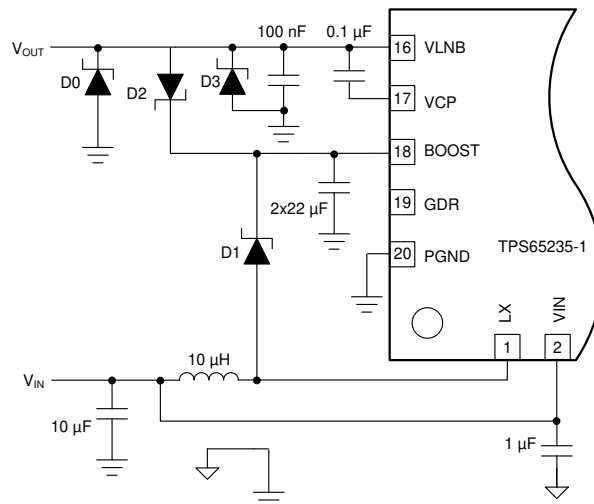 100 nF
0.1 µF
VOUT
16 VLNB
D0
D2
D3
17 VCP
18 BOOST
2x22 µF
19 GDR
D1
20 PGND
TPS65235-1
LX
VIN
10 µH
1
2
VIN
10 µF
1 µF